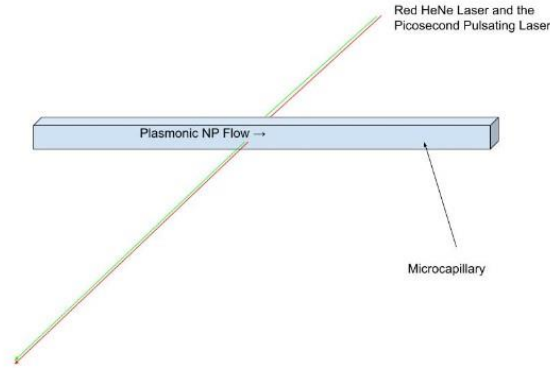 Red HeNe Laser and the
Picosecond Pulsating Laser
Plasmonic NP Flow →
Microcapillary